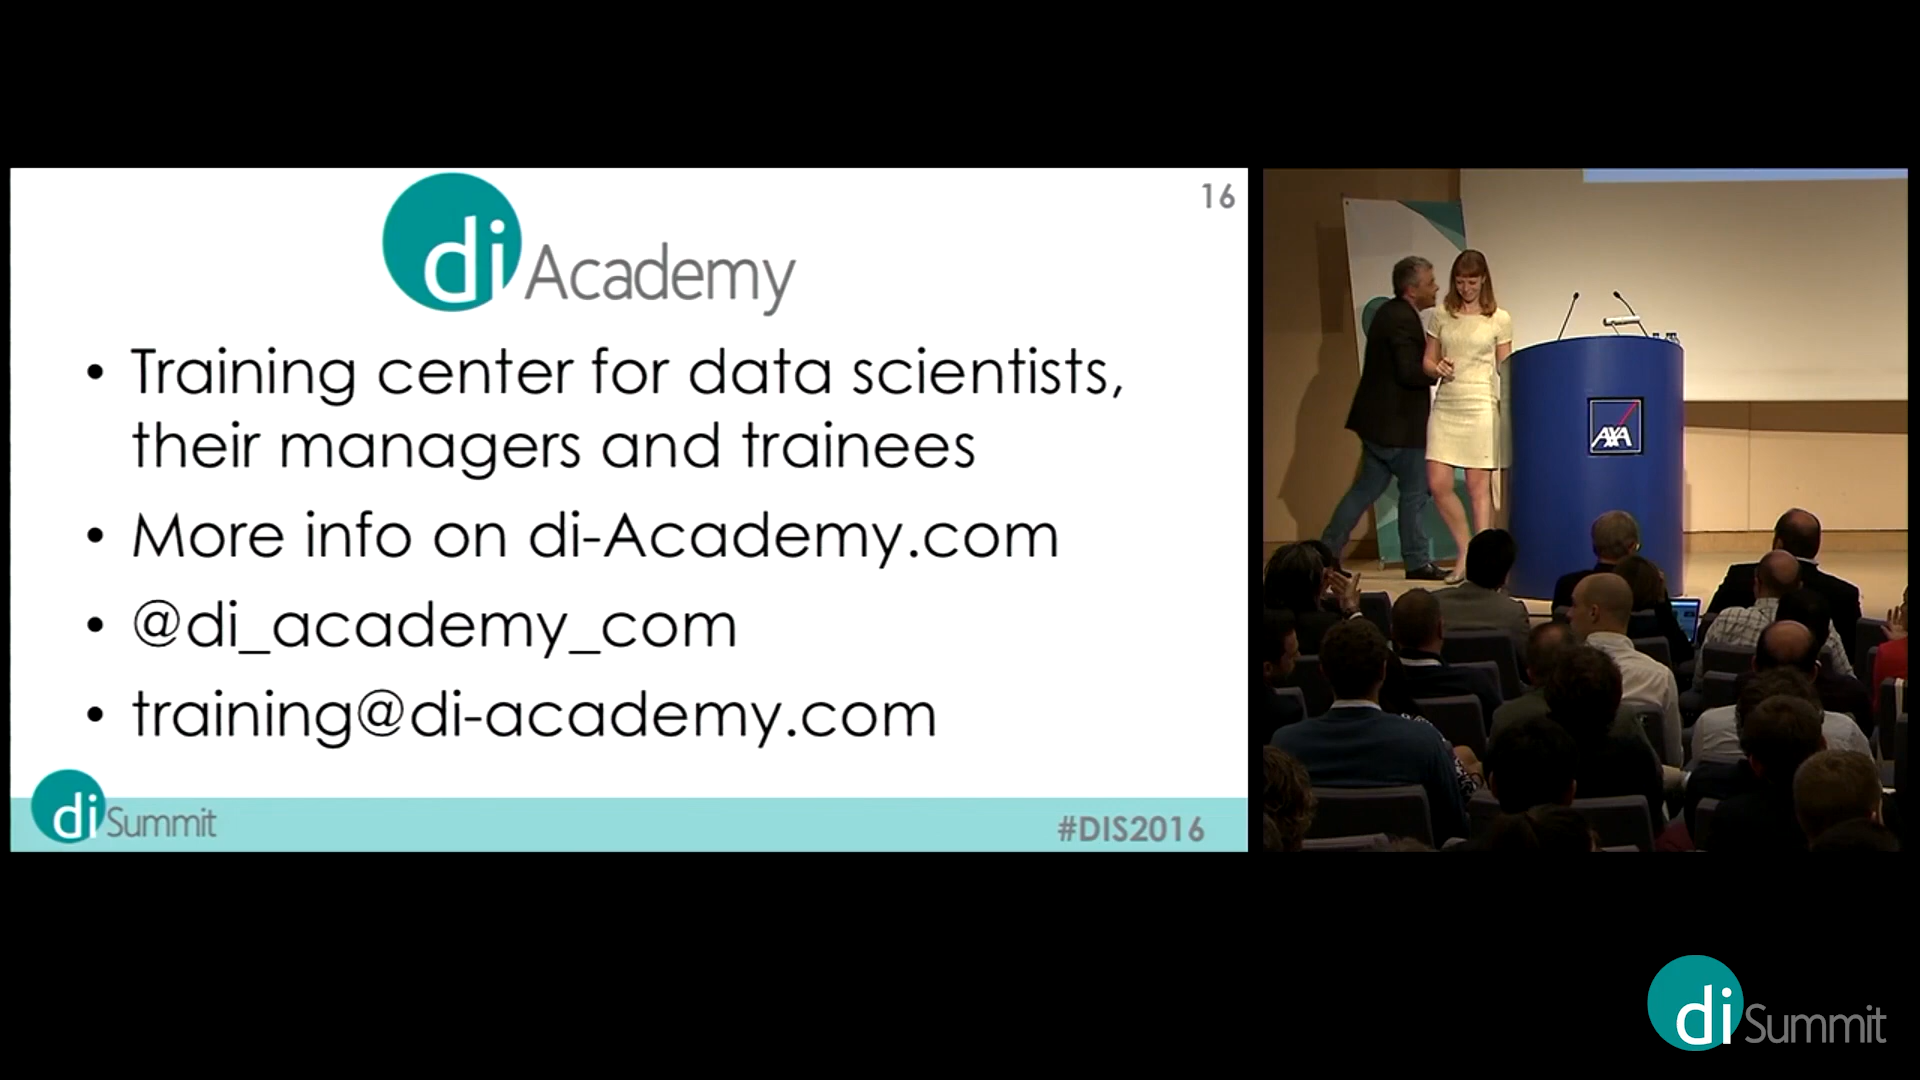 16
di Academy
• Training center for data scientists,
their managers and trainees
• More info on di-Academy.com
• @di_academy_com
• training@di-academy.com
di Summit
#DIS2016
AXA
di Summit